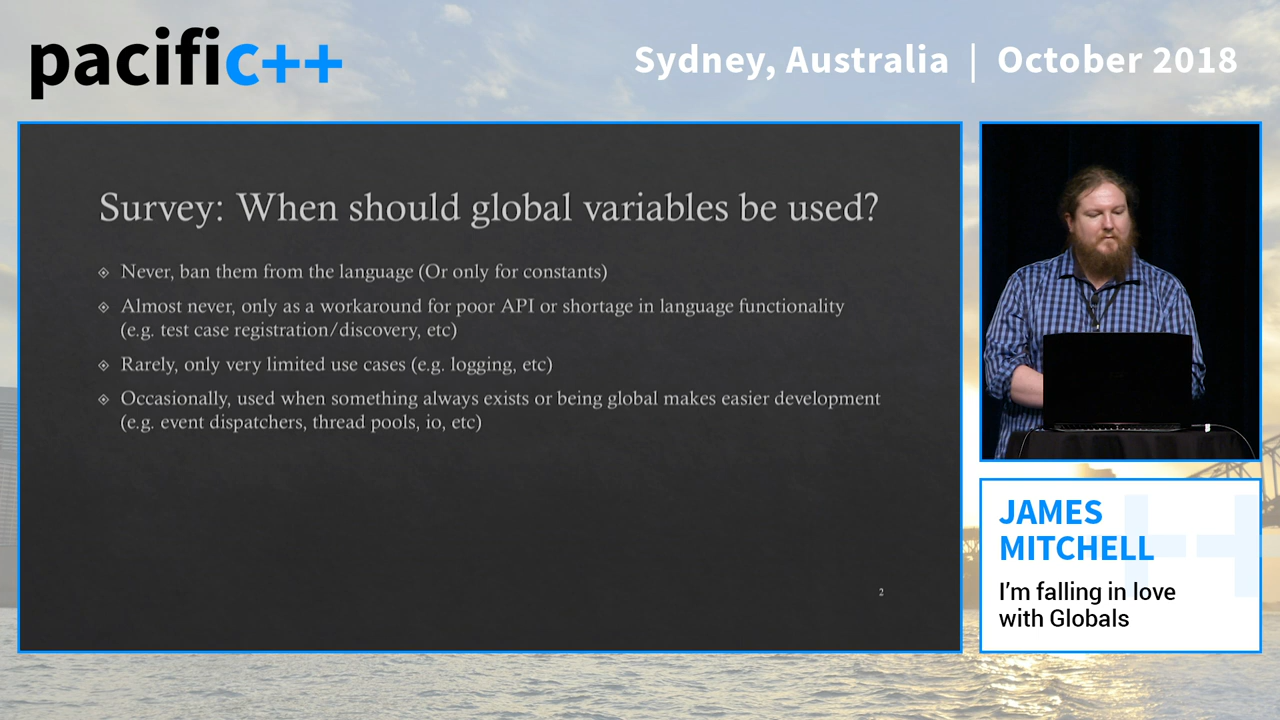 pacific++
Sydney, Australia | October 2018
Survey: When should global variables be used?
Never, ban them from the language (Or only for constants)
Almost never, only as a workaround for poor API or shortage in language functionality
(e.g. test case registration/discovery, etc)
Rarely, only very limited use cases (e.g. logging, etc)
Occasionally, used when something always exists or being global makes easier development
(e.g. event dispatchers, thread pools, io, etc)
2
JAMES
MITCHELL
I'm falling in love
with Globals